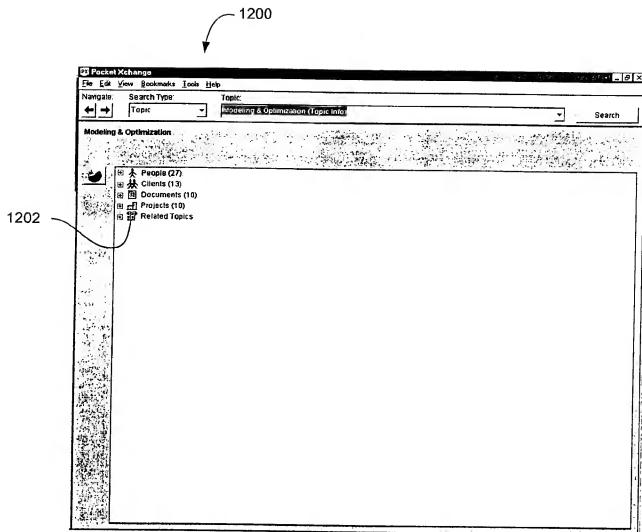 1200
Pocket Xchange
File Edit View Bookmarks Tools Help
Navigate: Search Type: Topic:
Topic Modeling & Optimization (Topic Info) Search
Modeling & Optimization
People (27)
Clients (13)
Documents (10)
Projects (10)
1202
Related Topics